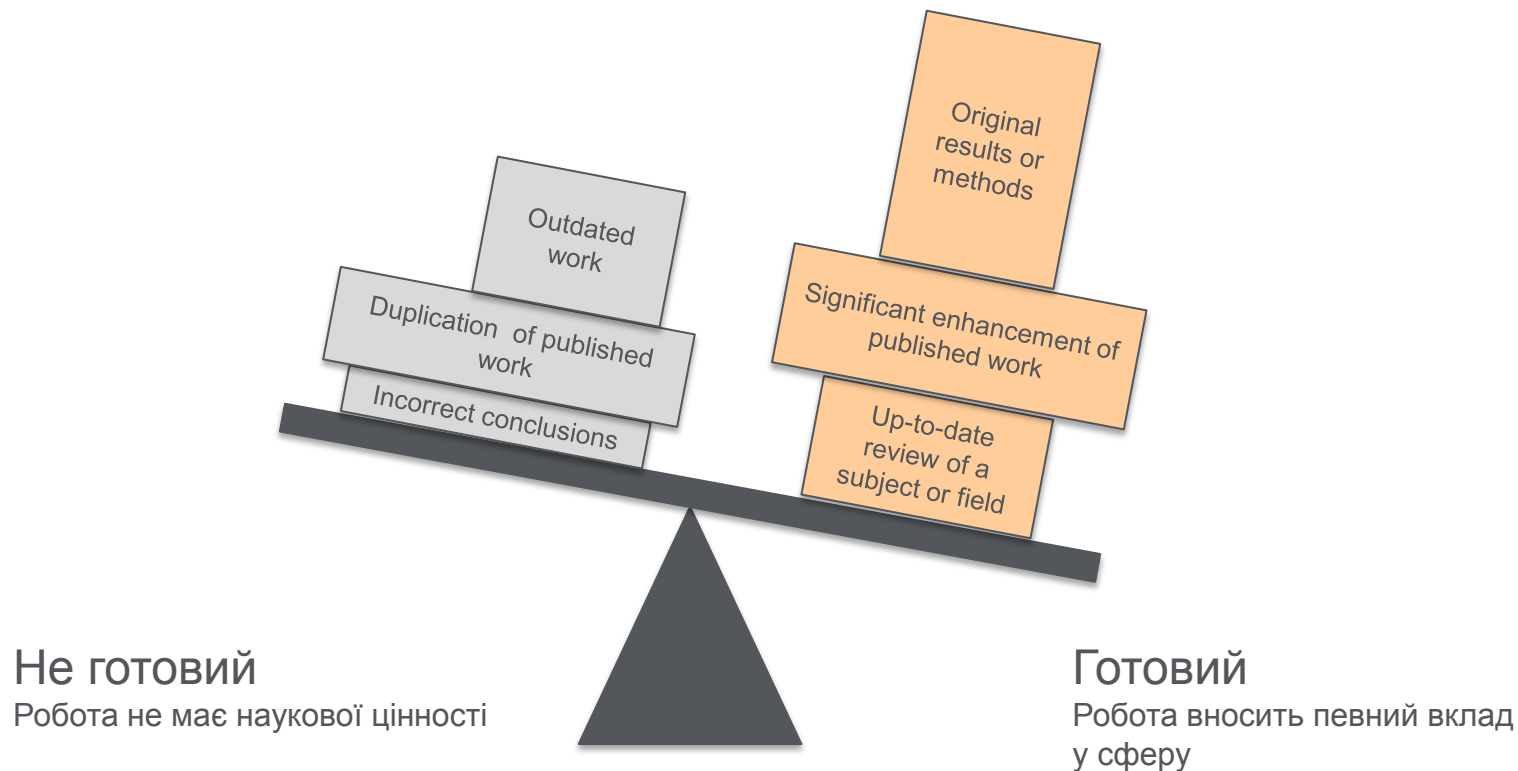 Outdated
work
Duplication of published
work
Incorrect conclusions
Original
results or
methods
Significant enhancement of
published work
Up-to-date
review of a
subject or field
Не готовий
Робота не має наукової цінності
Готовий
Робота вносить певний вклад
у сферу